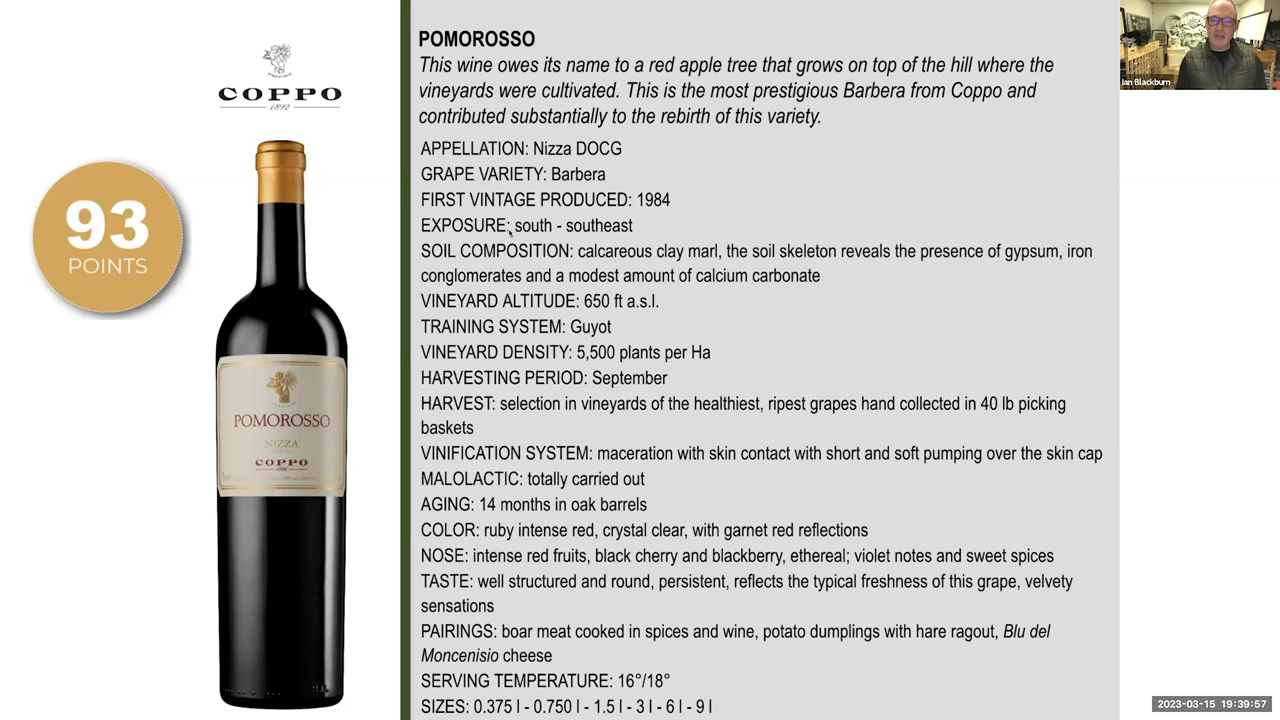 COPPO
1892
93
POINTS
POMOROSSO
NIZZA
COPPO
POMOROSSO
This wine owes its name to a red apple tree that grows on top of the hill where the
vineyards were cultivated. This is the most prestigious Barbera from Coppo and
contributed substantially to the rebirth of this variety.
APPELLATION: Nizza DOCG
GRAPE VARIETY: Barbera
FIRST VINTAGE PRODUCED: 1984
EXPOSURE: south - southeast
SOIL COMPOSITION: calcareous clay marl, the soil skeleton reveals the presence of gypsum, iron
conglomerates and a modest amount of calcium carbonate
VINEYARD ALTITUDE: 650 ft a.s.l.
TRAINING SYSTEM: Guyot
VINEYARD DENSITY: 5,500 plants per Ha
HARVESTING PERIOD: September
HARVEST: selection in vineyards of the healthiest, ripest grapes hand collected in 40 lb picking
baskets
VINIFICATION SYSTEM: maceration with skin contact with short and soft pumping over the skin cap
MALOLACTIC: totally carried out
AGING: 14 months in oak barrels
COLOR: ruby intense red, crystal clear, with garnet red reflections
NOSE: intense red fruits, black cherry and blackberry, ethereal; violet notes and sweet spices
TASTE: well structured and round, persistent, reflects the typical freshness of this grape, velvety
sensations
PAIRINGS: boar meat cooked in spices and wine, potato dumplings with hare ragout, Blu del
Moncenisio cheese
SERVING TEMPERATURE: 16°/18°
SIZES: 0.375 l - 0.750 l - 1.5 l - 3 l - 6 l - 9 l
Ian Blackburn
2023-03-15 19:39:57